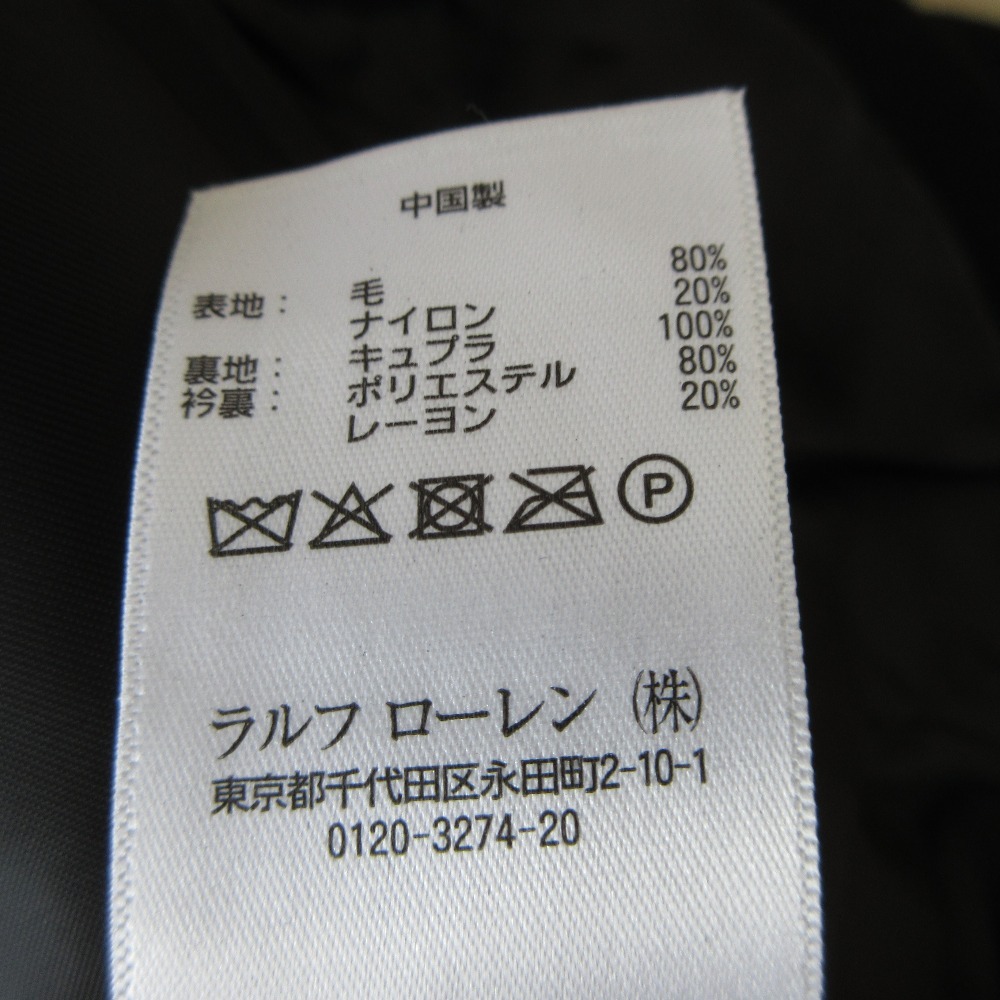 中国製
表地： 毛 80%
ナイロン 20%
裏地： キュプラ 100%
衿裏： ポリエステル 80%
レーヨン 20%
P
ラルフ ローレン (株)
東京都千代田区永田町2-10-1
0120-3274-20